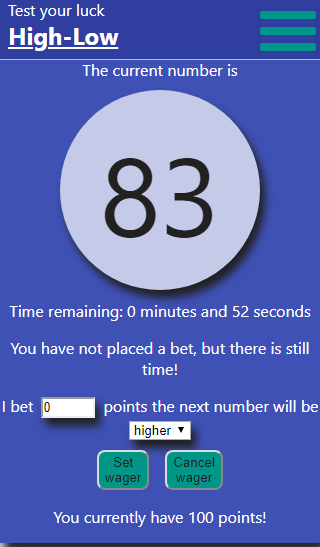 Test your luck
High-Low
The current number is
83
Time remaining: 0 minutes and 52 seconds
You have not placed a bet, but there is still
time!
I bet 0 points the next number will be
higher
Set Cancel
wager wager
You currently have 100 points!